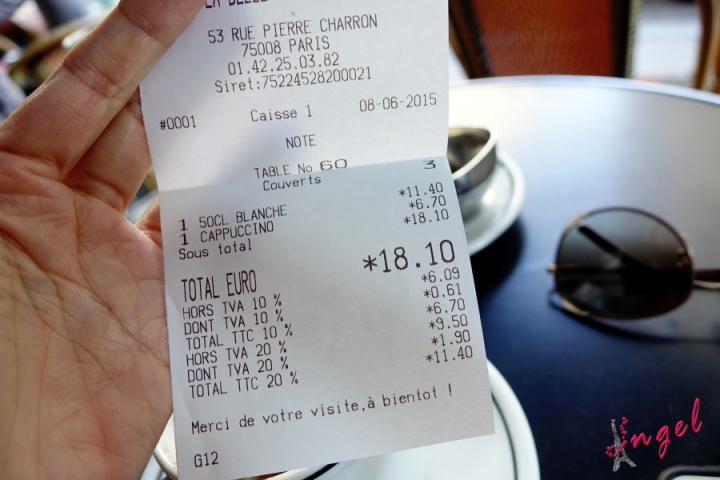 53 RUE PIERRE CHARRON
75008 PARIS
01.42.25.03.82
Siret:75224528200021
#0001 Caisse 1 08-06-2015
NOTE
TABLE No 60 3
Couverts
1 50CL BLANCHE *11.40
1 CAPPUCCINO *6.70
Sous total *18.10
TOTAL EURO *18.10
HORS TVA 10 % *6.09
DONT TVA 10 % *0.61
TOTAL TTC 10 % *6.70
HORS TVA 20 % *9.50
DONT TVA 20 % *1.90
TOTAL TTC 20 % *11.40
Merci de votre visite,à bientot !
G12
Angel